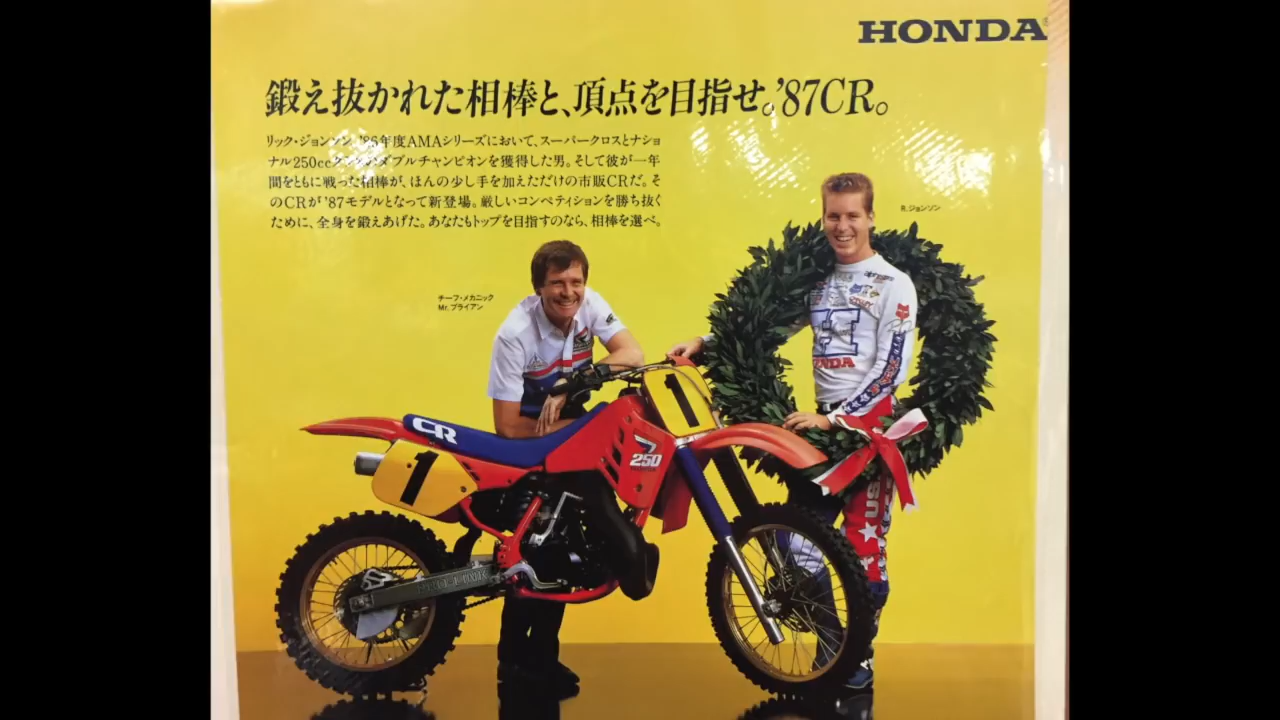 HONDA
鍛え抜かれた相棒と、頂点を目指せ。'87CR。
リック・ジョンソン。'86年度AMAシリーズにおいて、スーパークロスとナショ
ナル250ccクラスのダブルチャンピオンを獲得した男。そして彼が一年
間をともに戦った相棒が、ほんの少し手を加えただけの市販CRだ。そ
のCRが'87モデルとなって新登場。厳しいコンペティションを勝ち抜く
ために、全身を鍛えあげた。あなたもトップを目指すのなら、相棒を選べ。
R.ジョンソン
チーフ・メカニック
Mr.ブライアン
HONDA
1
CR
250
1
USA